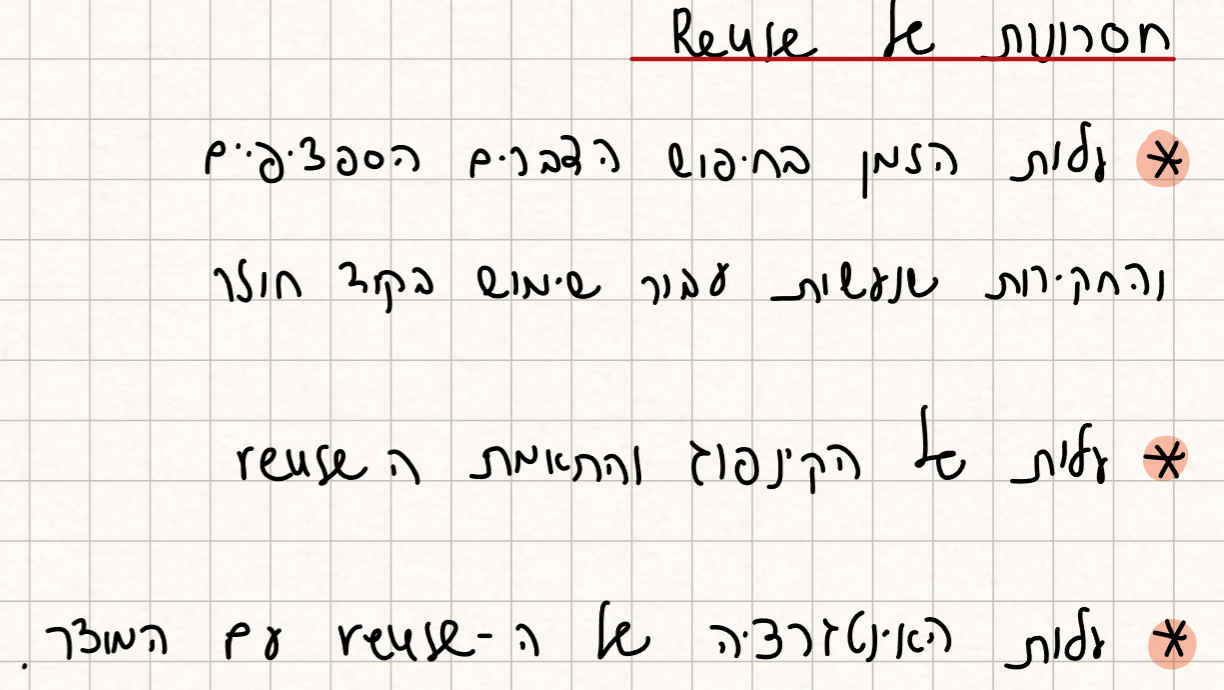 חסרונות של Reuse
* עלות הזמן בחיפוש הדברים הספציפיים
והחקירות שנעשות עבור שימוש בקוד חוזר
* עלות של הקינפוג והתאמת ה reuse
* עלות האינטגרציה של ה-reuse עם המוצר.